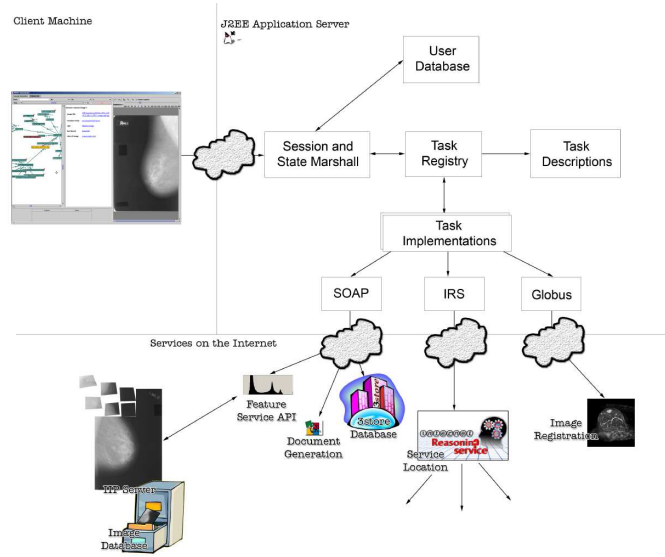 Client Machine
J2EE Application Server
User
Database
Session and
State Marshall
Task
Registry
Task
Descriptions
Task
Implementations
SOAP
IRS
Globus
Services on the Internet
Feature
Service API
3store
Database
Document
Generation
Reasoning
service
Service
Location
Image
Registration
HP Server
Image
Database